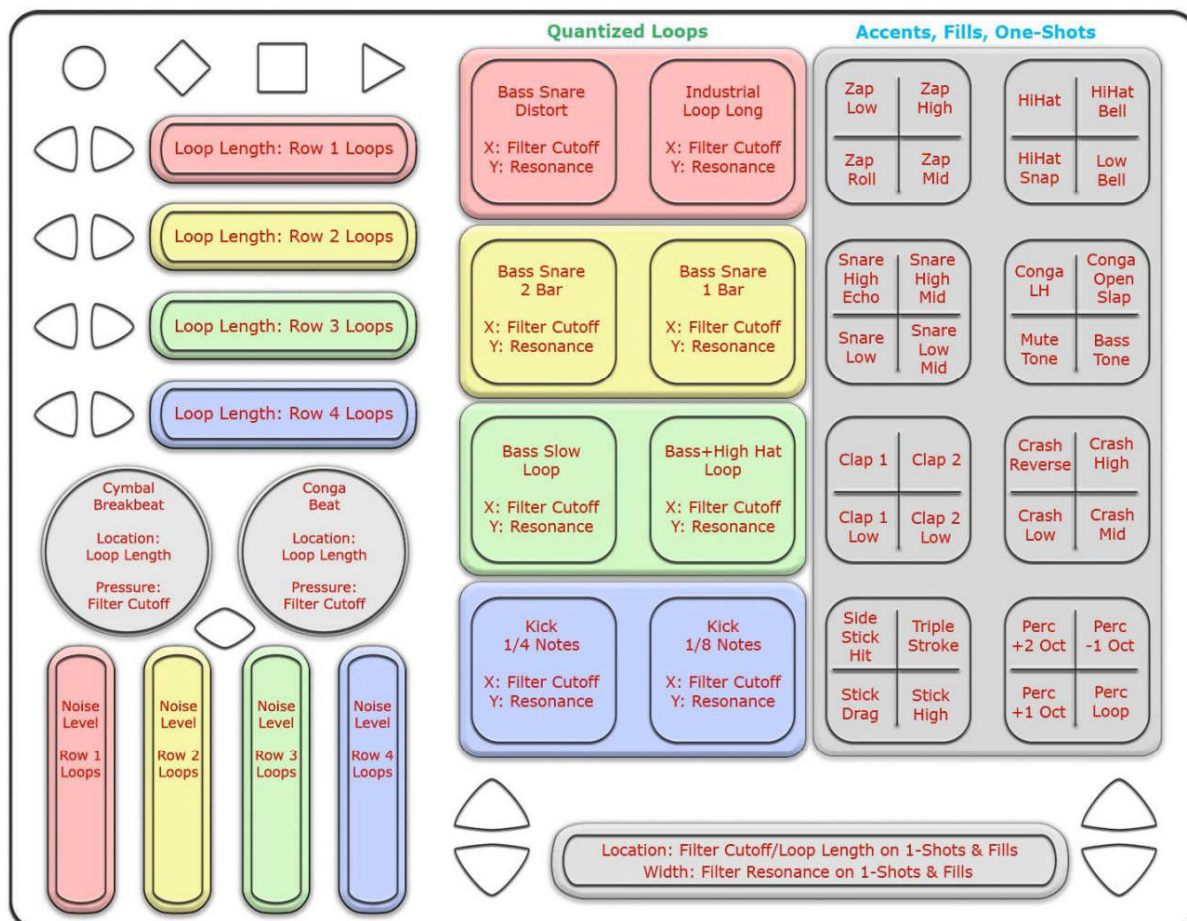 Quantized Loops
Accents, Fills, One-Shots
Loop Length: Row 1 Loops
Loop Length: Row 2 Loops
Loop Length: Row 3 Loops
Loop Length: Row 4 Loops
Cymbal
Breakbeat
Location:
Loop Length
Pressure:
Filter Cutoff
Conga
Beat
Location:
Loop Length
Pressure:
Filter Cutoff
Noise
Level
Row 1
Loops
Noise
Level
Row 2
Loops
Noise
Level
Row 3
Loops
Noise
Level
Row 4
Loops
Bass Snare
Distort
X: Filter Cutoff
Y: Resonance
Industrial
Loop Long
X: Filter Cutoff
Y: Resonance
Bass Snare
2 Bar
X: Filter Cutoff
Y: Resonance
Bass Snare
1 Bar
X: Filter Cutoff
Y: Resonance
Bass Slow
Loop
X: Filter Cutoff
Y: Resonance
Bass+High Hat
Loop
X: Filter Cutoff
Y: Resonance
Kick
1/4 Notes
X: Filter Cutoff
Y: Resonance
Kick
1/8 Notes
X: Filter Cutoff
Y: Resonance
Zap
Low
Zap
High
Zap
Roll
Zap
Mid
HiHat
HiHat
Bell
HiHat
Snap
Low
Bell
Snare
High
Echo
Snare
High
Mid
Snare
Low
Snare
Low
Mid
Conga
LH
Conga
Open
Slap
Mute
Tone
Bass
Tone
Clap 1
Clap 2
Clap 1
Low
Clap 2
Low
Crash
Reverse
Crash
High
Crash
Low
Crash
Mid
Side
Stick
Hit
Triple
Stroke
Stick
Drag
Stick
High
Perc
+2 Oct
Perc
-1 Oct
Perc
+1 Oct
Perc
Loop
Location: Filter Cutoff/Loop Length on 1-Shots & Fills
Width: Filter Resonance on 1-Shots & Fills